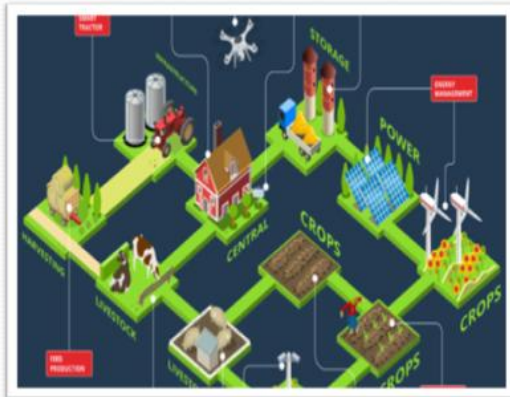 SMART
TRACTOR
STORAGE
ENERGY
MANAGEMENT
POWER
HARVESTING
CENTRAL
CROPS
LIVESTOCK
CROPS
FEED
PRODUCTION
CROPS